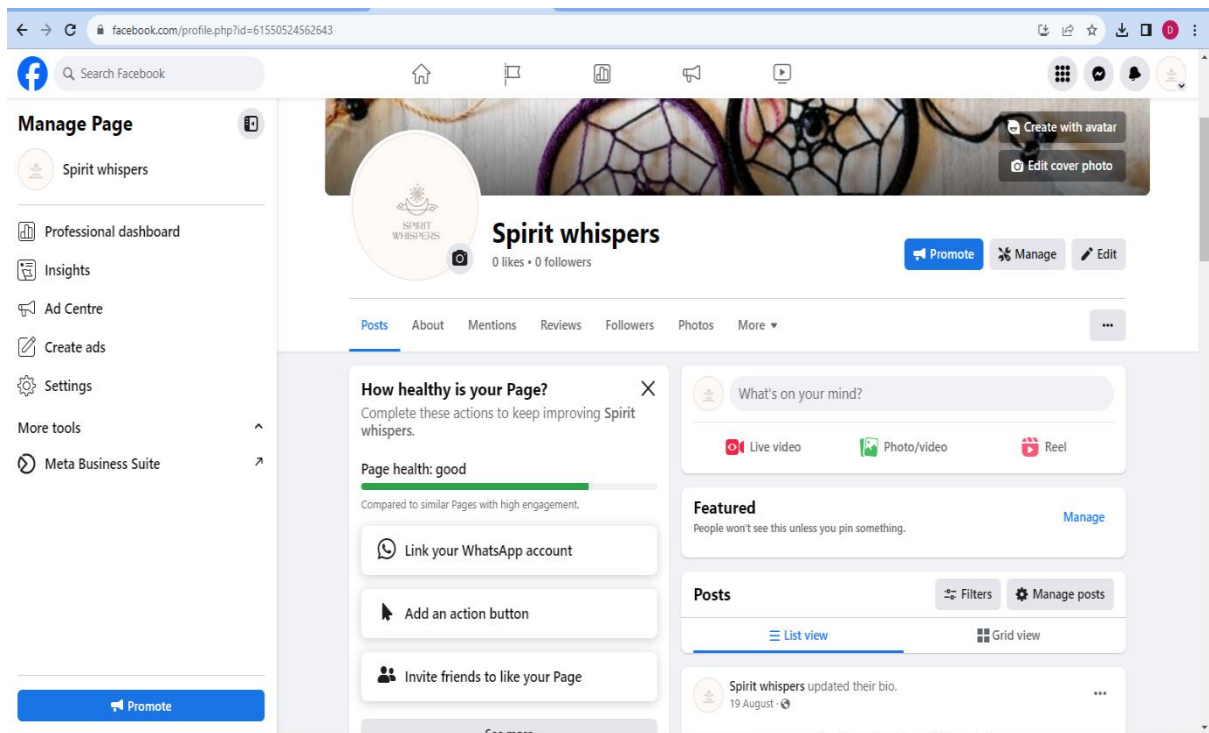 facebook.com/profile.php?id=61550524562643
D
Search Facebook
Manage Page
Spirit whispers
Professional dashboard
Insights
Ad Centre
Create ads
Settings
More tools
Meta Business Suite
Promote
Create with avatar
Edit cover photo
SPIRIT
WHISPERS
Spirit whispers
0 likes • 0 followers
Promote
Manage
Edit
Posts
About
Mentions
Reviews
Followers
Photos
More
How healthy is your Page?
Complete these actions to keep improving Spirit
whispers.
Page health: good
Compared to similar Pages with high engagement.
Link your WhatsApp account
Add an action button
Invite friends to like your Page
See more
What's on your mind?
Live video
Photo/video
Reel
Featured
Manage
People won't see this unless you pin something.
Posts
Filters
Manage posts
List view
Grid view
Spirit whispers updated their bio.
19 August ·